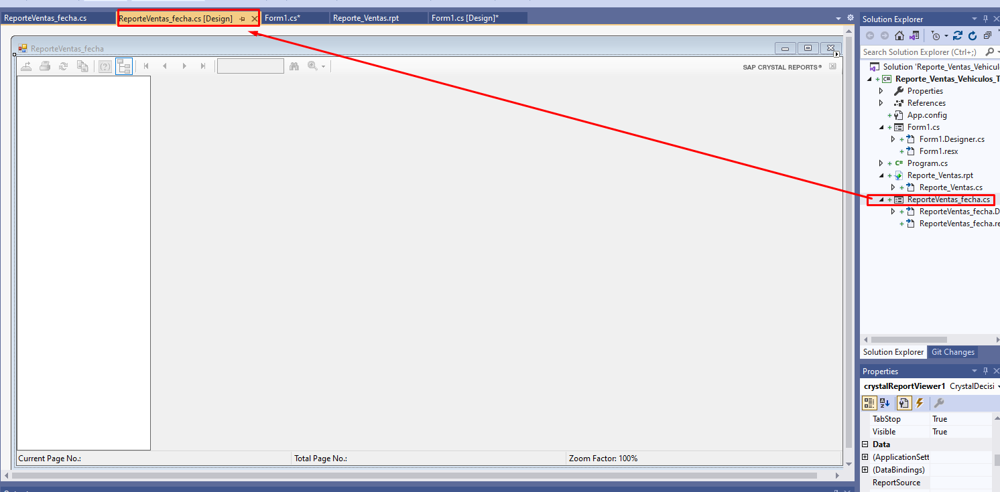 ReporteVentas_fecha.cs
ReporteVentas_fecha.cs [Design]
Form1.cs*
Reporte_Ventas.rpt
Form1.cs [Design]*
ReporteVentas_fecha
SAP CRYSTAL REPORTS®
Current Page No.:
Total Page No.:
Zoom Factor: 100%
Solution Explorer
Search Solution Explorer (Ctrl+;)
Solution 'Reporte_Ventas_Vehicul
C# Reporte_Ventas_Vehiculos_T
Properties
References
App.config
Form1.cs
Form1.Designer.cs
Form1.resx
C# Program.cs
Reporte_Ventas.rpt
Reporte_Ventas.cs
ReporteVentas_fecha.cs
ReporteVentas_fecha.D
ReporteVentas_fecha.re
Solution Explorer
Git Changes
Properties
crystalReportViewer1 CrystalDecisi
TabStop True
Visible True
Data
(ApplicationSett
(DataBindings)
ReportSource